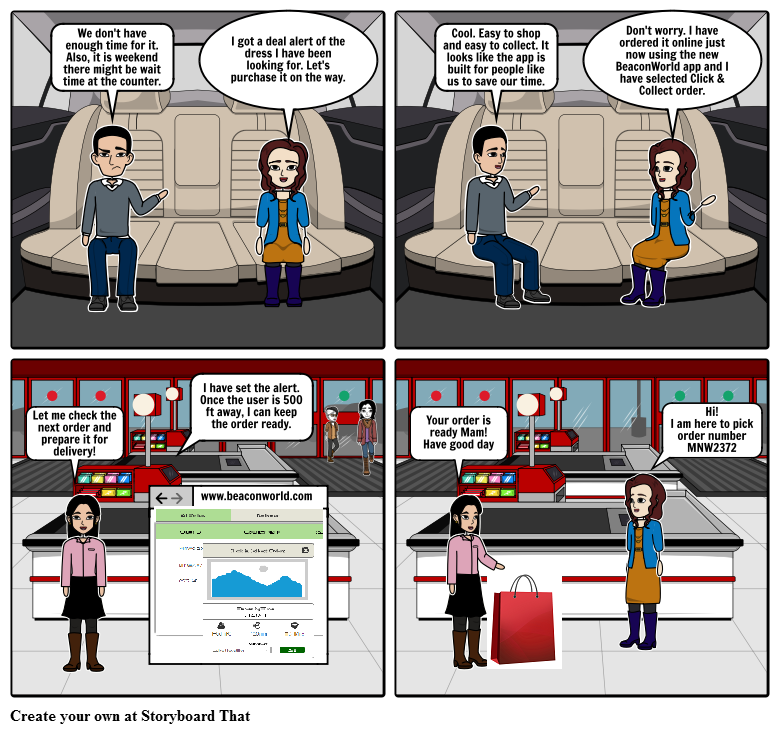 We don't have
enough time for it.
Also, it is weekend
there might be wait
time at the counter.
I got a deal alert of the
dress I have been
looking for. Let's
purchase it on the way.
Cool. Easy to shop
and easy to collect. It
looks like the app is
built for people like
us to save our time.
Don't worry. I have
ordered it online just
now using the new
BeaconWorld app and I
have selected Click &
Collect order.
Let me check the
next order and
prepare it for
delivery!
I have set the alert.
Once the user is 500
ft away, I can keep
the order ready.
www.beaconworld.com
Your order is
ready Mam!
Have good day
Hi!
I am here to pick
order number
MNW2372
Create your own at Storyboard That